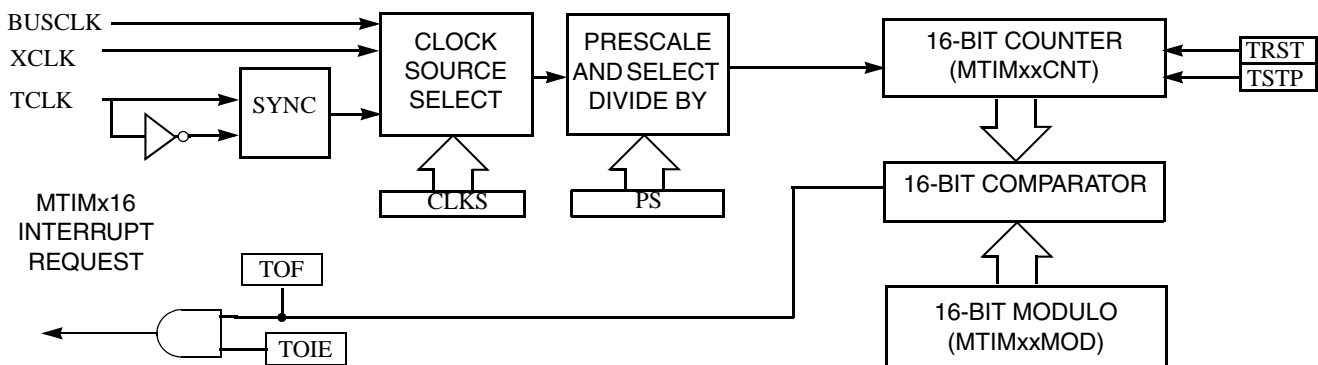 BUSCLK
XCLK
TCLK
SYNC
CLOCK
SOURCE
SELECT
CLKS
PRESCALE
AND SELECT
DIVIDE BY
PS
16-BIT COUNTER
(MTIMxxCNT)
TRST
TSTP
16-BIT COMPARATOR
16-BIT MODULO
(MTIMxxMOD)
MTIMx16
INTERRUPT
REQUEST
TOF
TOIE